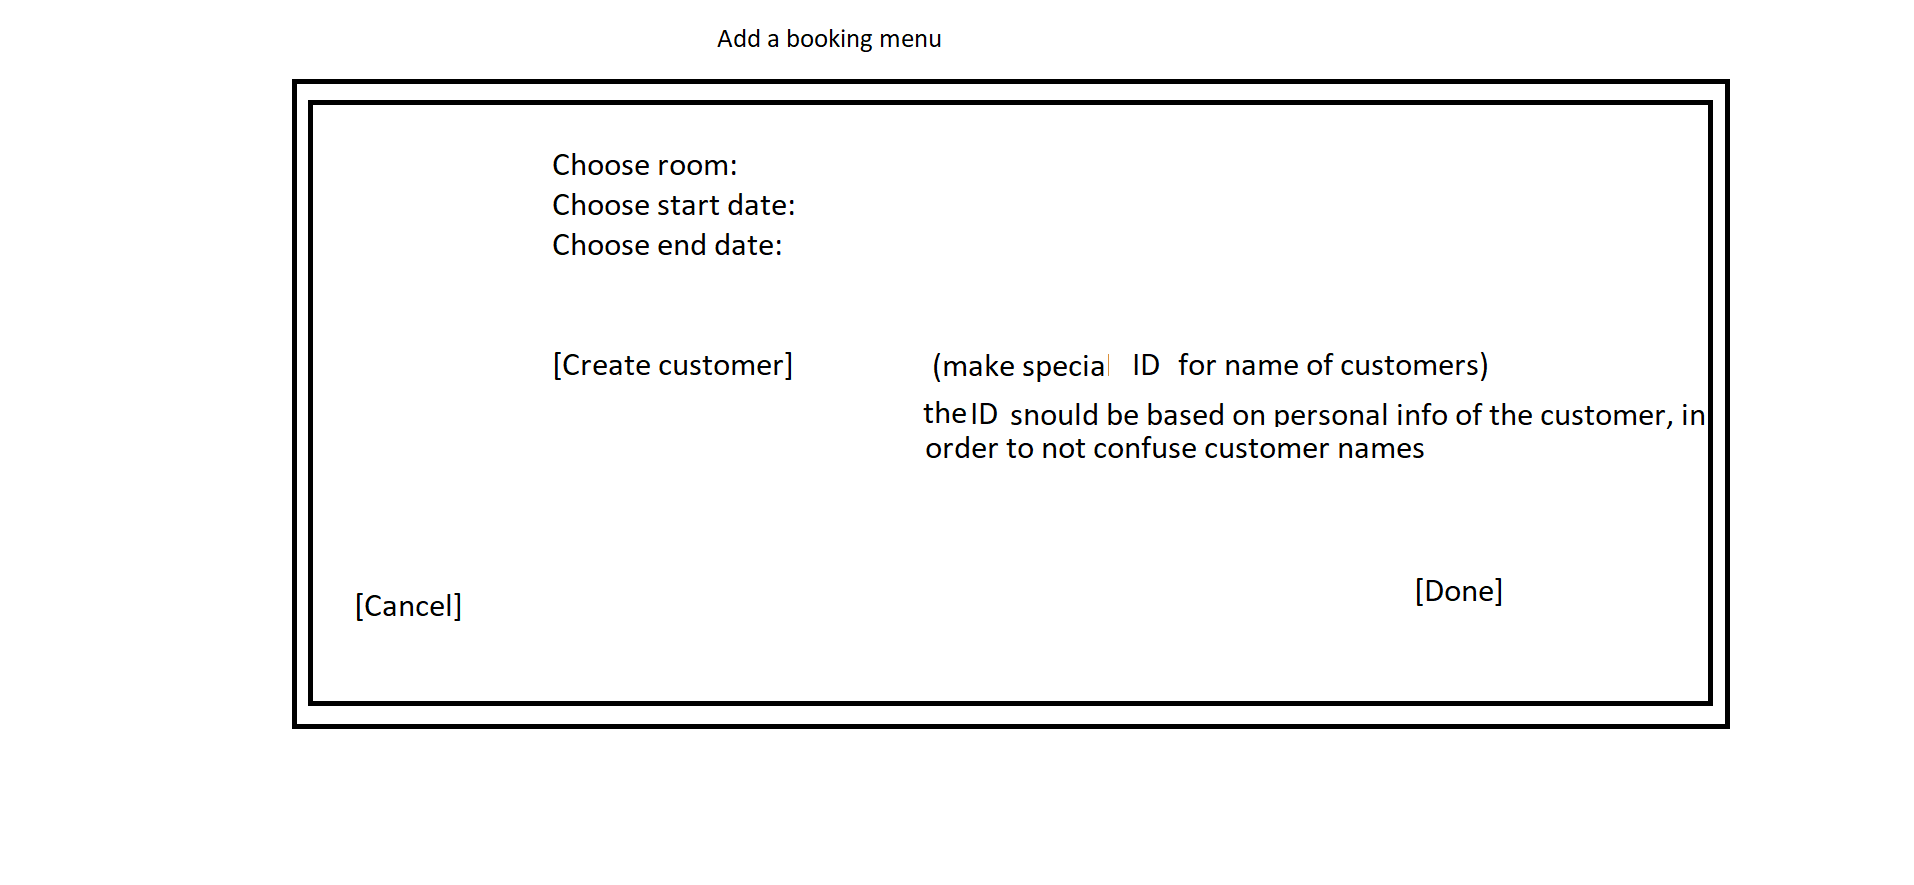 Add a booking menu
Choose room:
Choose start date:
Choose end date:
[Create customer] (make special ID for name of customers)
the ID snould be based on personal info of the customer, in
order to not confuse customer names
[Cancel] [Done]